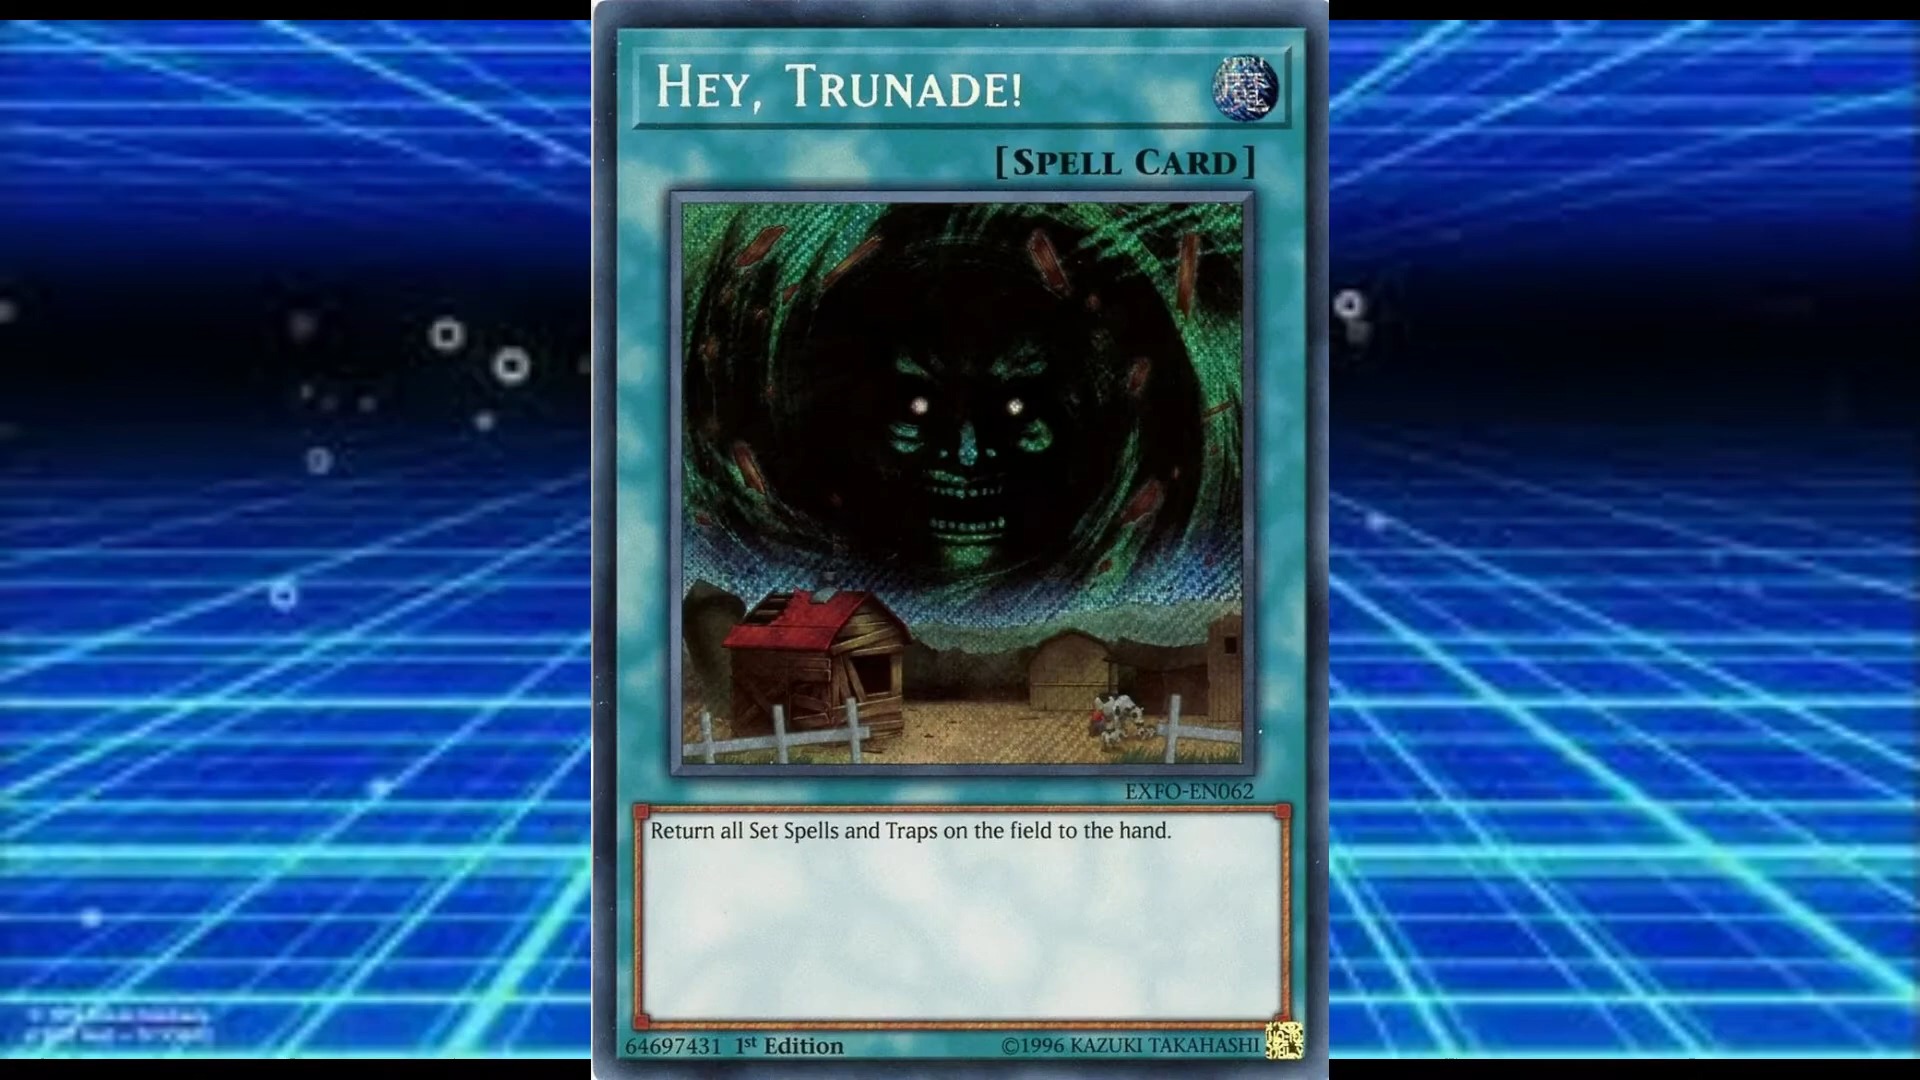 Hey, Trunade!
[Spell Card]
EXFO-EN062
Return all Set Spells and Traps on the field to the hand.
64697431 1st Edition
©1996 KAZUKI TAKAHASHI